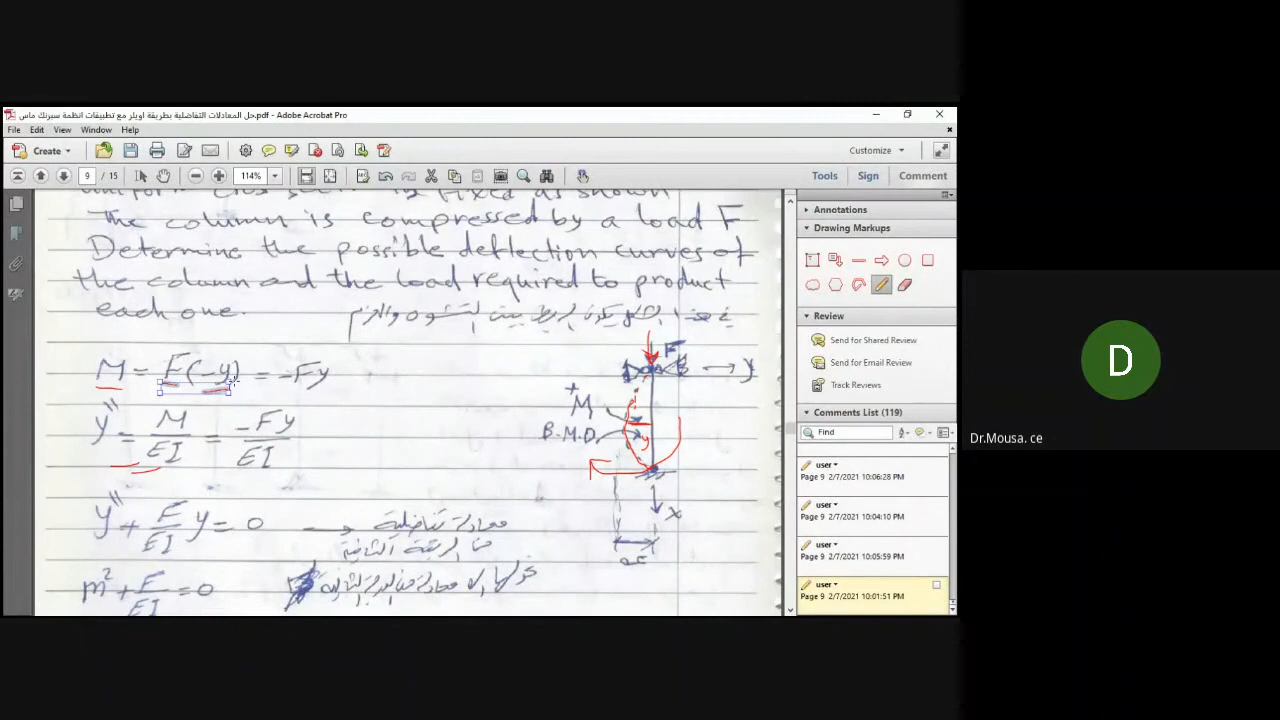 حل المعادلات التفاضلية بطريقة اويلر مع تطبيقات انظمة سبرنك ماس.pdf - Adobe Acrobat Pro
File Edit View Window Help
Create Customize
9 / 15 114% Tools Sign Comment
is fixed as shown
The column is compressed by a load F
Determine the possible deflection curves of
the column and the load required to product
each one.
M = F(-y) = -Fy
y'' = M/EI = -Fy/EI
y'' + F/EI y = 0 → معادلة تفاضلية
من الرتبة الثانية
m² + F/EI = 0
F
y
+
M
B.M.D
y
x
Annotations
Drawing Markups
Review
Send for Shared Review
Send for Email Review
Track Reviews
Comments List (119)
Find
user
Page 9 2/7/2021 10:06:28 PM
user
Page 9 2/7/2021 10:04:10 PM
user
Page 9 2/7/2021 10:05:59 PM
user
Page 9 2/7/2021 10:01:51 PM
D
Dr.Mousa. ce